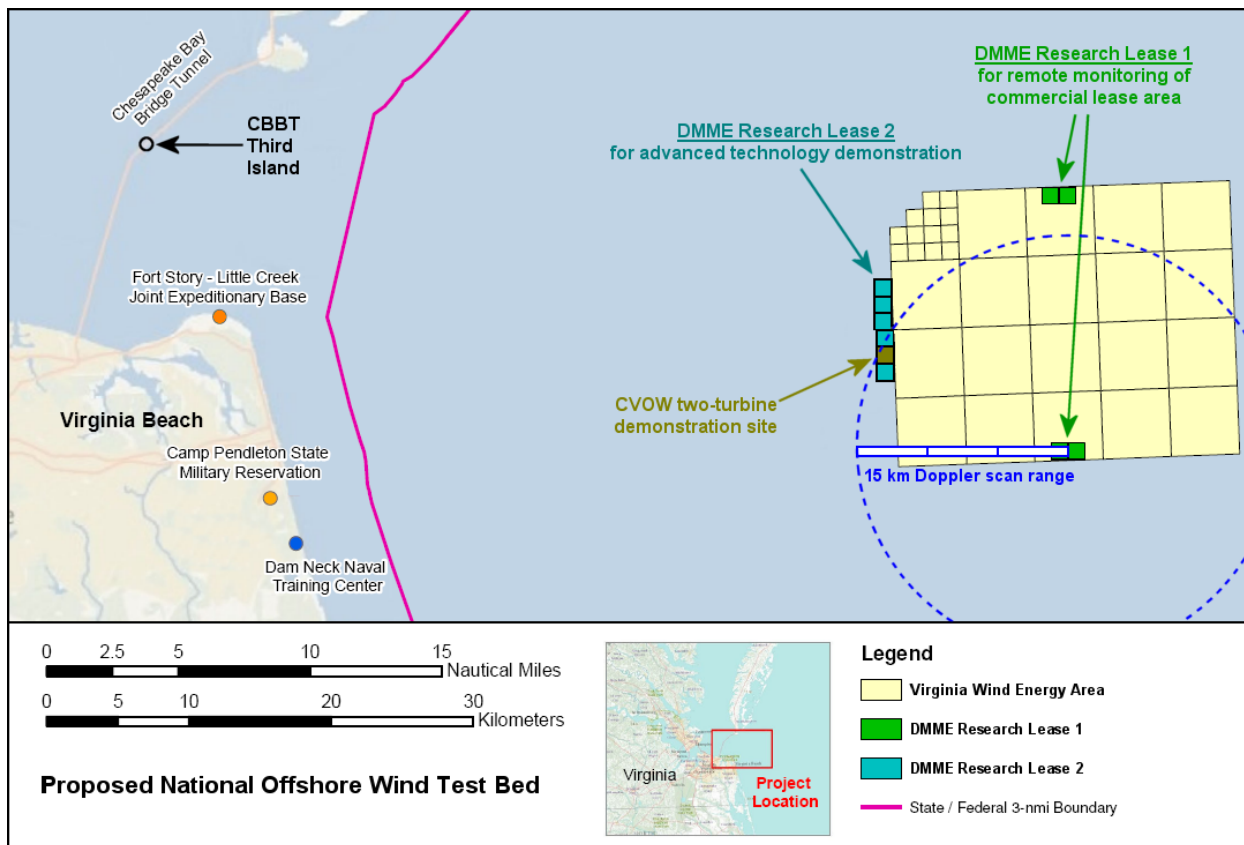 Chesapeake Bay
Bridge Tunnel
CBBT
Third
Island
DMME Research Lease 1
for remote monitoring of
commercial lease area
DMME Research Lease 2
for advanced technology demonstration
Fort Story - Little Creek
Joint Expeditionary Base
Virginia Beach
CVOW two-turbine
demonstration site
Camp Pendleton State
Military Reservation
15 km Doppler scan range
Dam Neck Naval
Training Center
0 2.5 5 10 15
Nautical Miles
0 5 10 20 30
Kilometers
Proposed National Offshore Wind Test Bed
Virginia
Project
Location
Legend
Virginia Wind Energy Area
DMME Research Lease 1
DMME Research Lease 2
State / Federal 3-nmi Boundary